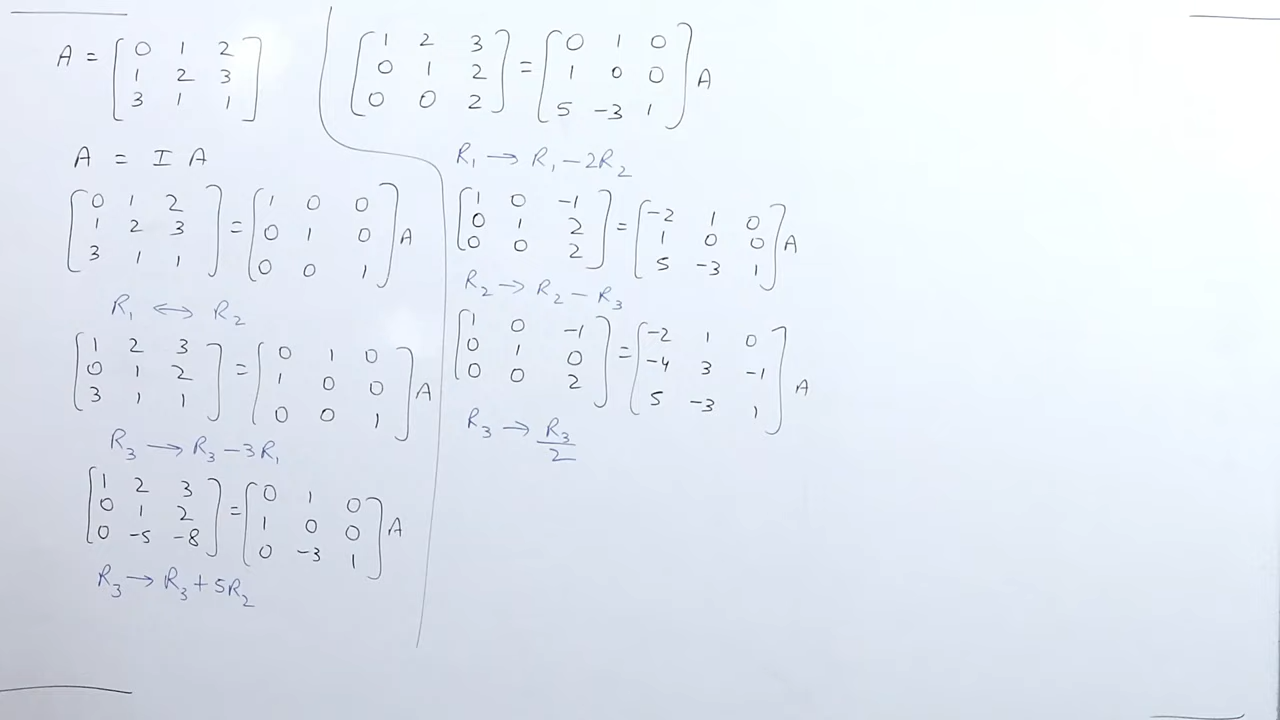 A = [ 0 1 2
1 2 3
3 1 1 ]
A = I A
[ 0 1 2
1 2 3
3 1 1 ] = [ 1 0 0
0 1 0
0 0 1 ] A
R₁ ↔ R₂
[ 1 2 3
0 1 2
3 1 1 ] = [ 0 1 0
1 0 0
0 0 1 ] A
R₃ → R₃ - 3R₁
[ 1 2 3
0 1 2
0 -5 -8 ] = [ 0 1 0
1 0 0
0 -3 1 ] A
R₃ → R₃ + 5R₂
[ 1 2 3
0 1 2
0 0 2 ] = [ 0 1 0
1 0 0
5 -3 1 ] A
R₁ → R₁ - 2R₂
[ 1 0 -1
0 1 2
0 0 2 ] = [ -2 1 0
1 0 0
5 -3 1 ] A
R₂ → R₂ - R₃
[ 1 0 -1
0 1 0
0 0 2 ] = [ -2 1 0
-4 3 -1
5 -3 1 ] A
R₃ → R₃/2